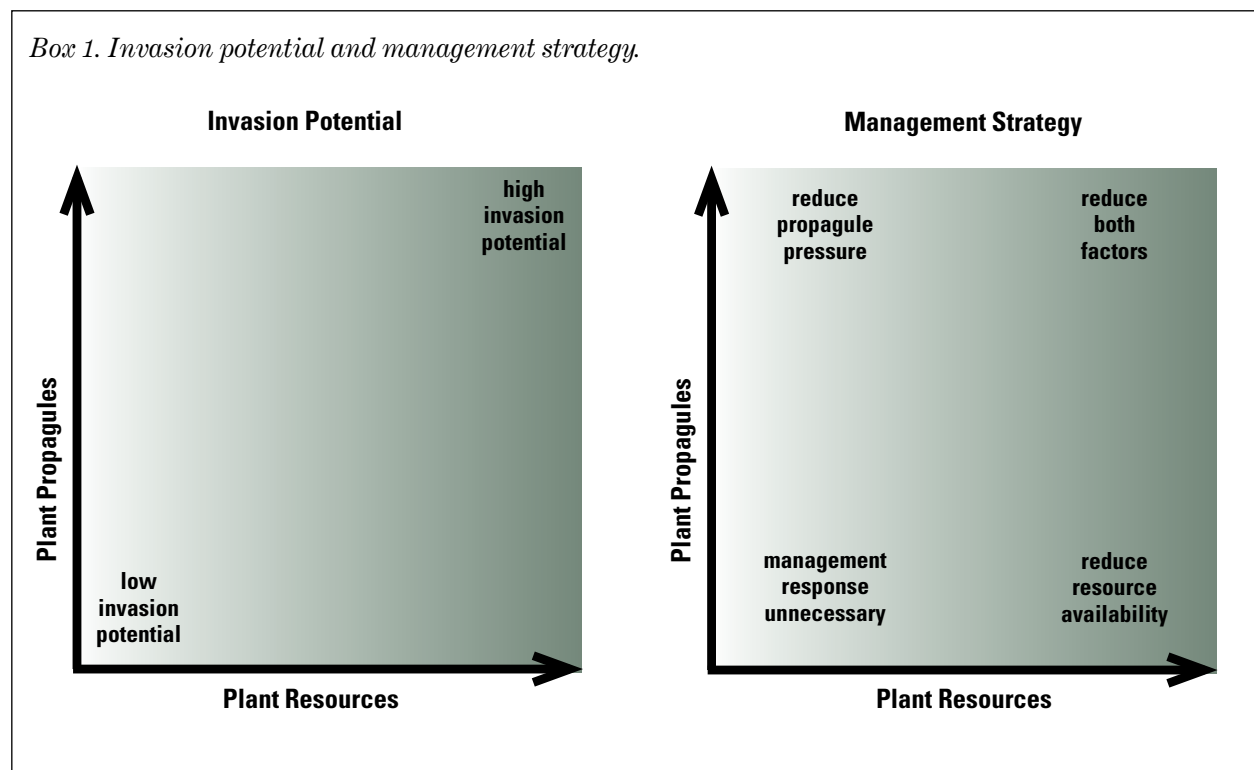 Box 1. Invasion potential and management strategy.
Invasion Potential
high
invasion
potential
low
invasion
potential
Plant Propagules
Plant Resources
Management Strategy
reduce
propagule
pressure
reduce
both
factors
management
response
unnecessary
reduce
resource
availability
Plant Propagules
Plant Resources